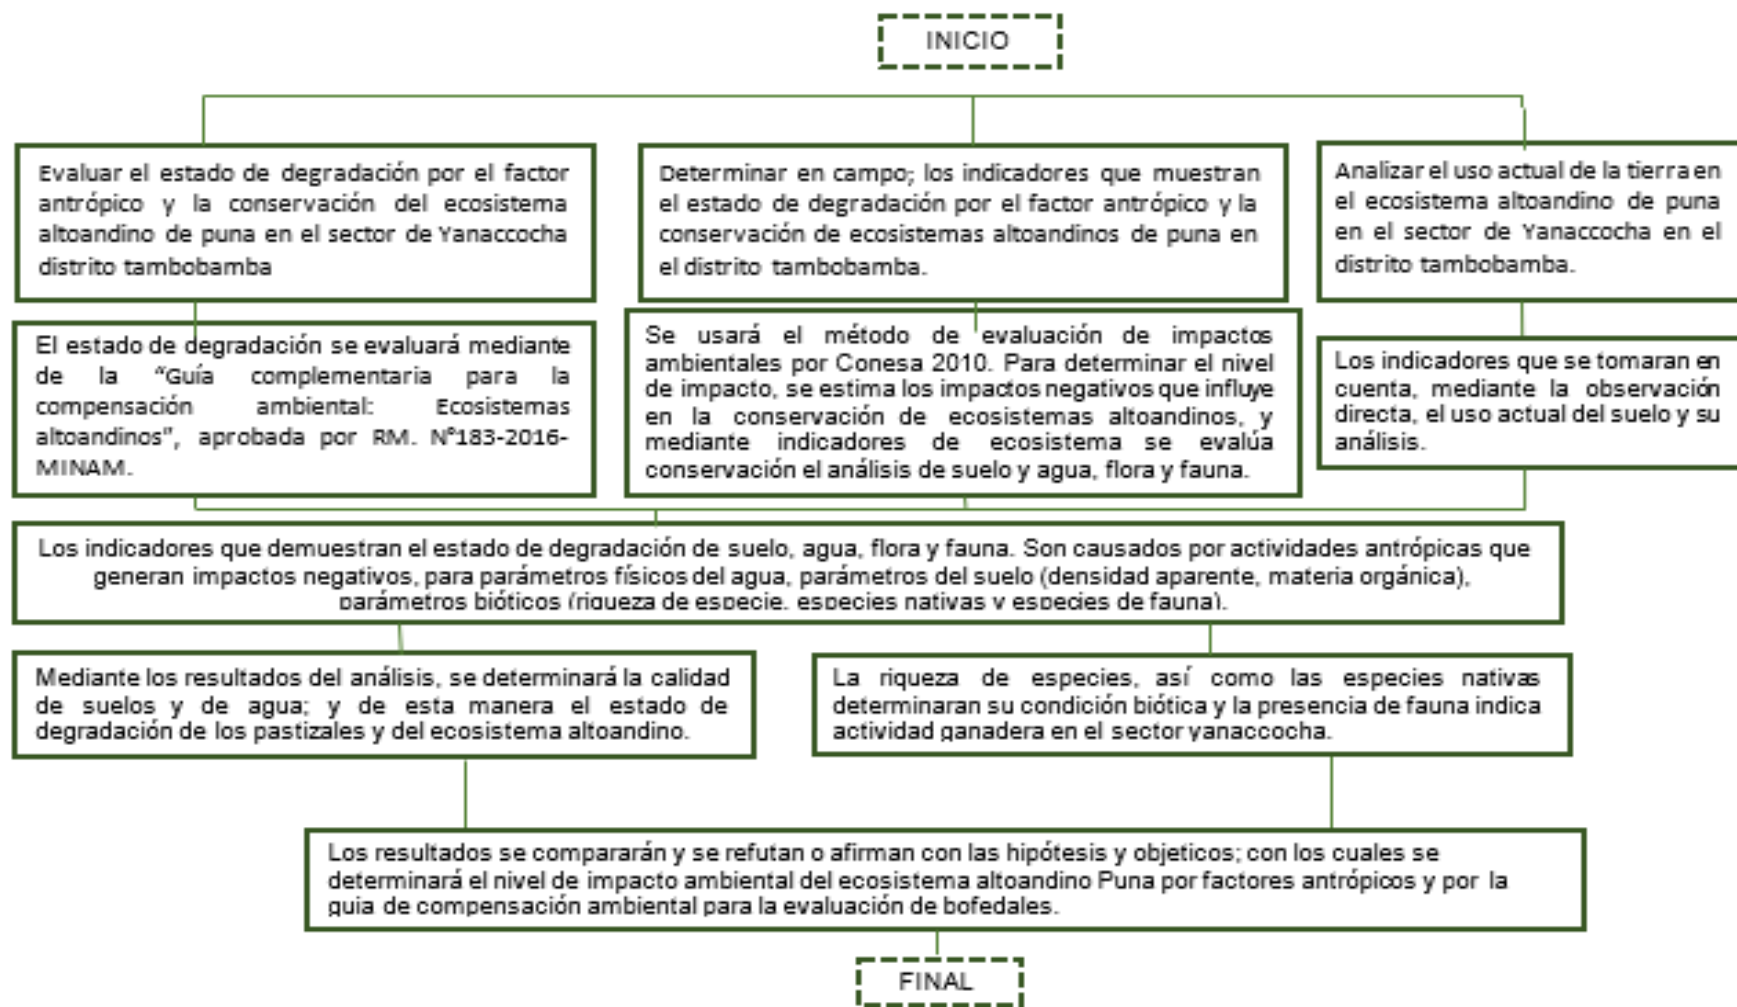 INICIO
Evaluar el estado de degradación por el factor
antrópico y la conservación del ecosistema
altoandino de puna en el sector de Yanaccocha
distrito tambobamba
Determinar en campo; los indicadores que muestran
el estado de degradación por el factor antrópico y la
conservación de ecosistemas altoandinos de puna en
el distrito tambobamba.
Analizar el uso actual de la tierra en
el ecosistema altoandino de puna
en el sector de Yanaccocha en el
distrito tambobamba.
El estado de degradación se evaluará mediante
de la “Guía complementaria para la
compensación ambiental: Ecosistemas
altoandinos”, aprobada por RM. N°183-2016-
MINAM.
Se usará el método de evaluación de impactos
ambientales por Conesa 2010. Para determinar el nivel
de impacto, se estima los impactos negativos que influye
en la conservación de ecosistemas altoandinos, y
mediante indicadores de ecosistema se evalúa
conservación el análisis de suelo y agua, flora y fauna.
Los indicadores que se tomaran en
cuenta, mediante la observación
directa, el uso actual del suelo y su
análisis.
Los indicadores que demuestran el estado de degradación de suelo, agua, flora y fauna. Son causados por actividades antrópicas que
generan impactos negativos, para parámetros físicos del agua, parámetros del suelo (densidad aparente, materia orgánica),
parámetros bióticos (riqueza de especie, especies nativas y especies de fauna).
Mediante los resultados del análisis, se determinará la calidad
de suelos y de agua; y de esta manera el estado de
degradación de los pastizales y del ecosistema altoandino.
La riqueza de especies, así como las especies nativas
determinaran su condición biótica y la presencia de fauna indica
actividad ganadera en el sector yanaccocha.
Los resultados se compararán y se refutan o afirman con las hipótesis y objeticos; con los cuales se
determinará el nivel de impacto ambiental del ecosistema altoandino Puna por factores antrópicos y por la
guia de compensación ambiental para la evaluación de bofedales.
FINAL